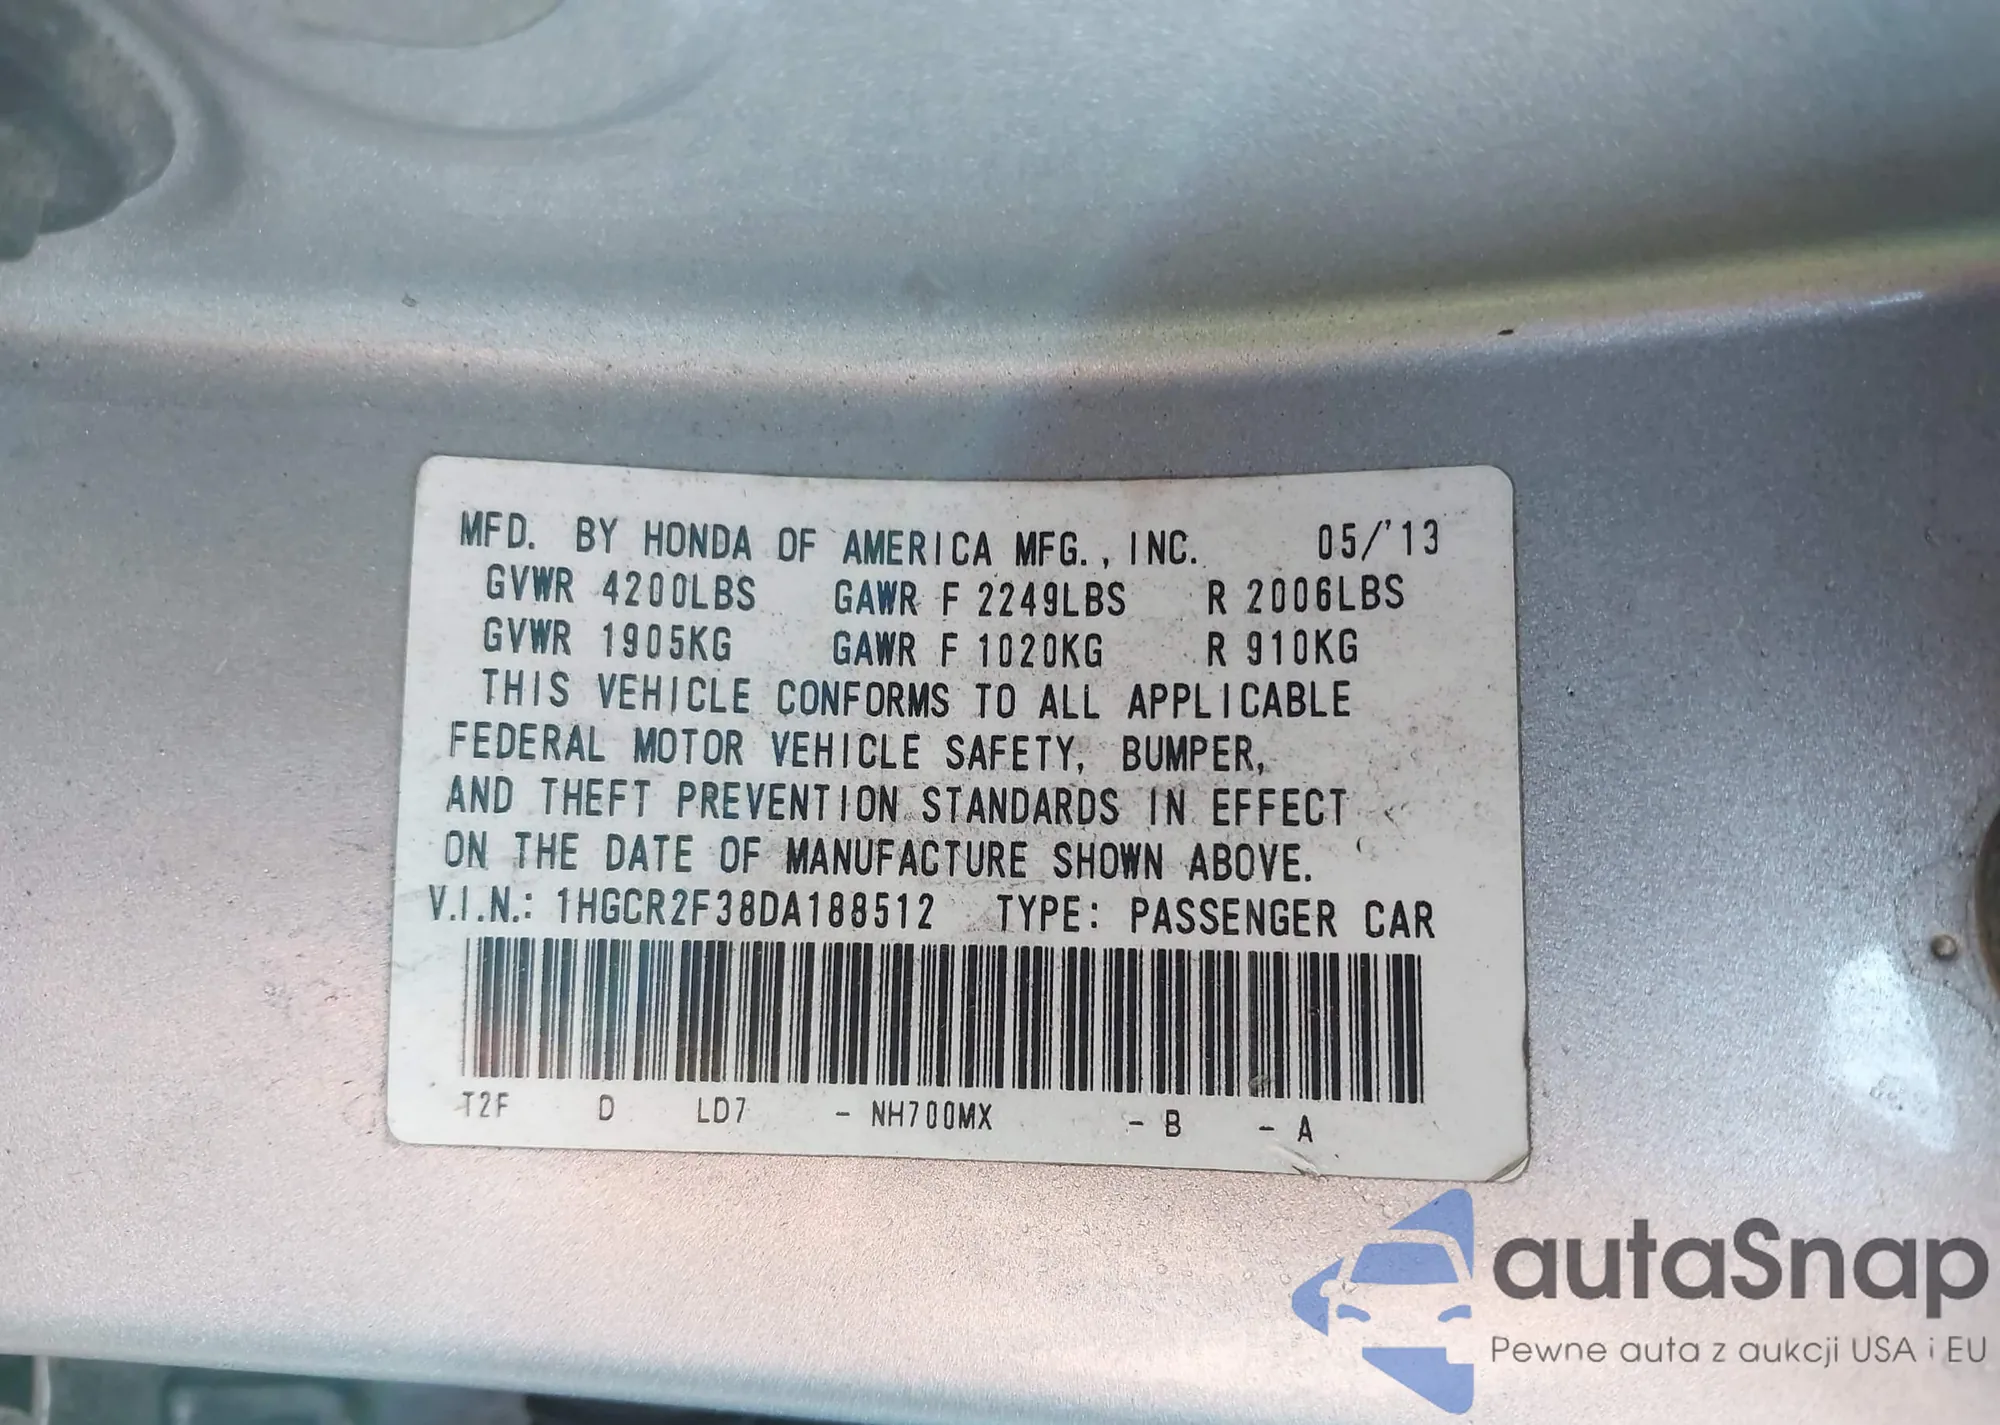 MFD. BY HONDA OF AMERICA MFG., INC. 05/'13
GVWR 4200LBS GAWR F 2249LBS R 2006LBS
GVWR 1905KG GAWR F 1020KG R 910KG
THIS VEHICLE CONFORMS TO ALL APPLICABLE
FEDERAL MOTOR VEHICLE SAFETY, BUMPER,
AND THEFT PREVENTION STANDARDS IN EFFECT
ON THE DATE OF MANUFACTURE SHOWN ABOVE.
V.I.N.: 1HGCR2F38DA188512 TYPE: PASSENGER CAR
T2F D LD7 - NH700MX - B - A
autaSnap
Pewne auta z aukcji USA i EU